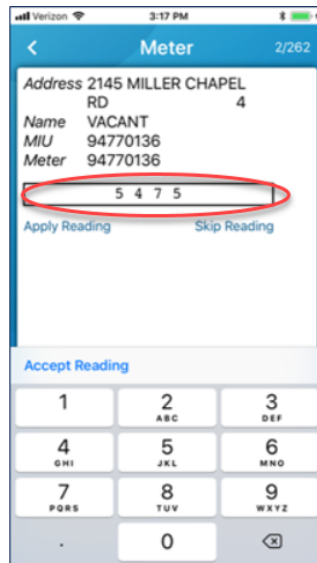 Verizon 3:17 PM
Meter 2/262
Address 2145 MILLER CHAPEL
RD 4
Name VACANT
MIU 94770136
Meter 94770136
5 4 7 5
Apply Reading Skip Reading
Accept Reading
1 2 3
ABC DEF
4 5 6
GHI JKL MNO
7 8 9
PQRS TUV WXYZ
. 0